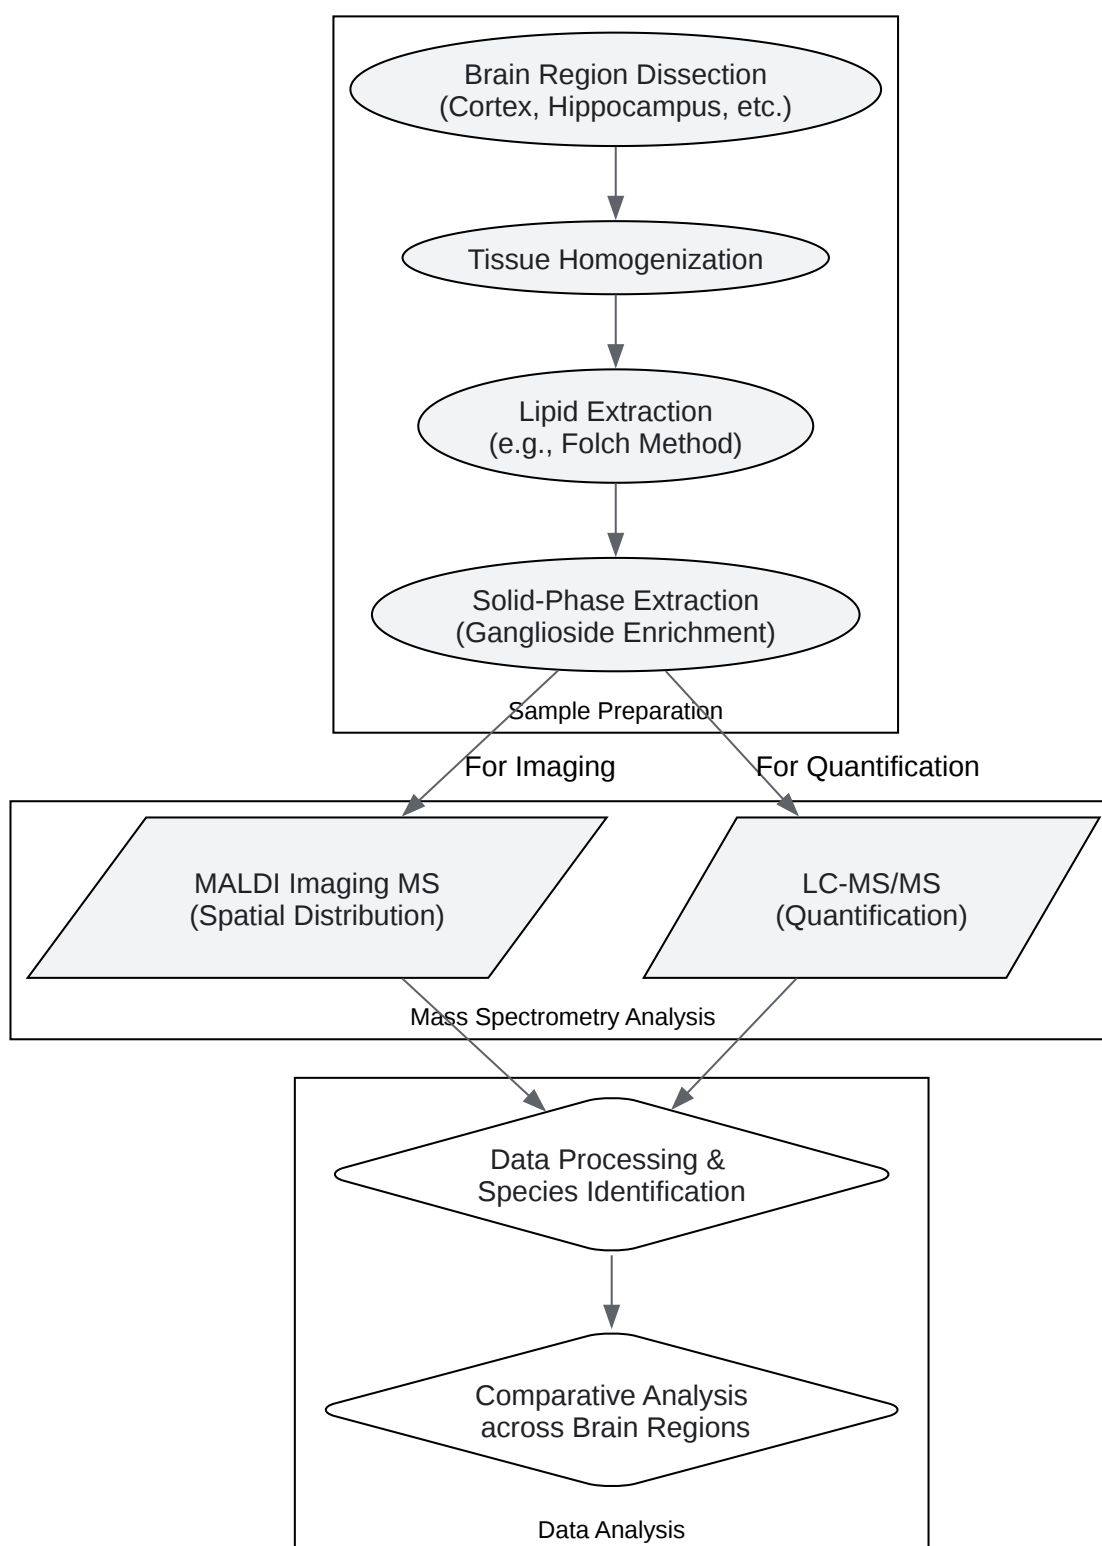 Brain Region Dissection
(Cortex, Hippocampus, etc.)
Tissue Homogenization
Lipid Extraction
(e.g., Folch Method)
Solid-Phase Extraction
(Ganglioside Enrichment)
Sample Preparation
For Imaging
For Quantification
MALDI Imaging MS
(Spatial Distribution)
LC-MS/MS
(Quantification)
Mass Spectrometry Analysis
Data Processing &
Species Identification
Comparative Analysis
across Brain Regions
Data Analysis